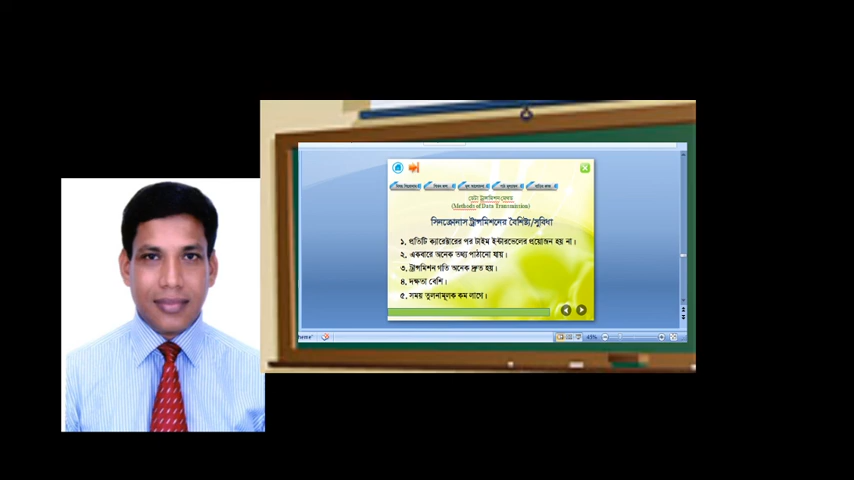 ডেটা ট্রান্সমিশন মেথড
(Methods of Data Transmission)
সিনক্রোনাস ট্রান্সমিশনের বৈশিষ্ট্য/সুবিধা
১. প্রতিটি ক্যারেক্টারের পর টাইম ইন্টারভেলের প্রয়োজন হয় না।
২. একবারে অনেক তথ্য পাঠানো যায়।
৩. ট্রান্সমিশন গতি অনেক দ্রুত হয়।
৪. দক্ষতা বেশি।
৫. সময় তুলনামূলক কম লাগে।